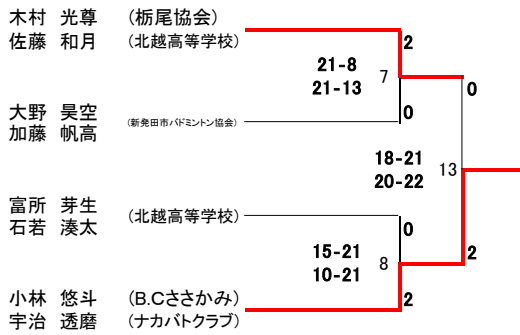 木村 光尊 (栃尾協会)
佐藤 和月 (北越高等学校)
2
21-8
21-13
7
0
0
大野 昊空
加藤 帆高
(新発田市バドミントン協会)
18-21
20-22
13
富所 芽生
石若 湊太
(北越高等学校)
0
15-21
10-21
8
2
2
小林 悠斗 (B.Cささかみ)
宇治 透磨 (ナカバトクラブ)